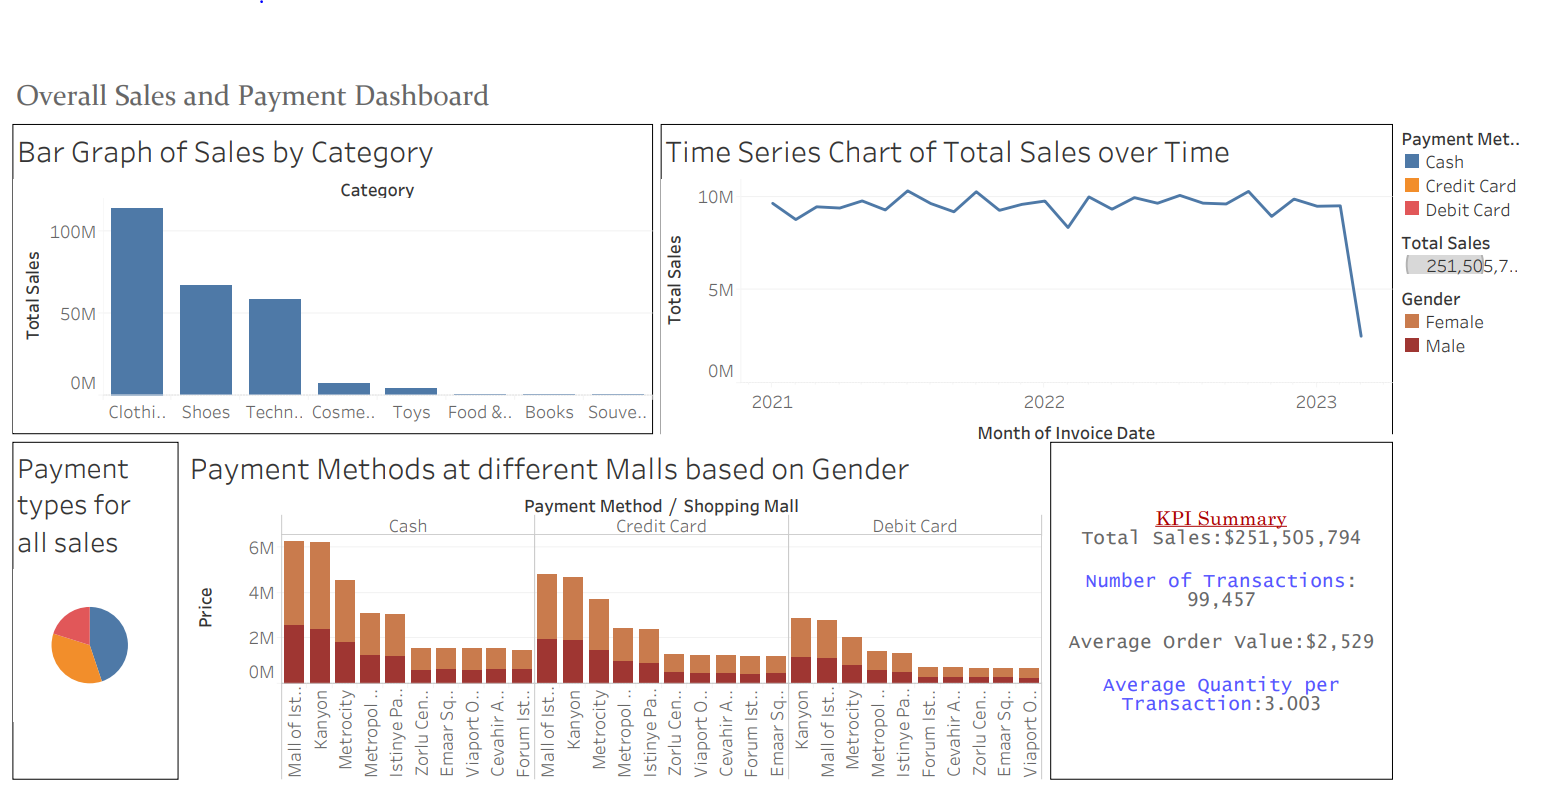 Overall Sales and Payment Dashboard
Bar Graph of Sales by Category
Category
Total Sales
100M
50M
0M
Clothi..
Shoes
Techn..
Cosme..
Toys
Food &..
Books
Souve..
Time Series Chart of Total Sales over Time
Total Sales
10M
5M
0M
2021
2022
2023
Month of Invoice Date
Payment Met..
Cash
Credit Card
Debit Card
Total Sales
251,505,7..
Gender
Female
Male
Payment
types for
all sales
Payment Methods at different Malls based on Gender
Payment Method / Shopping Mall
Cash
Credit Card
Debit Card
Price
6M
4M
2M
0M
Mall of Ist..
Kanyon
Metrocity
Metropol ..
Istinye Pa..
Zorlu Cen..
Emaar Sq..
Viaport O..
Cevahir A..
Forum Ist..
Mall of Ist..
Kanyon
Metrocity
Metropol ..
Istinye Pa..
Zorlu Cen..
Viaport O..
Cevahir A..
Forum Ist..
Emaar Sq..
Kanyon
Mall of Ist..
Metrocity
Metropol ..
Istinye Pa..
Forum Ist..
Cevahir A..
Zorlu Cen..
Emaar Sq..
Viaport O..
KPI Summary
Total Sales:$251,505,794
Number of Transactions:
99,457
Average Order Value:$2,529
Average Quantity per
Transaction:3.003